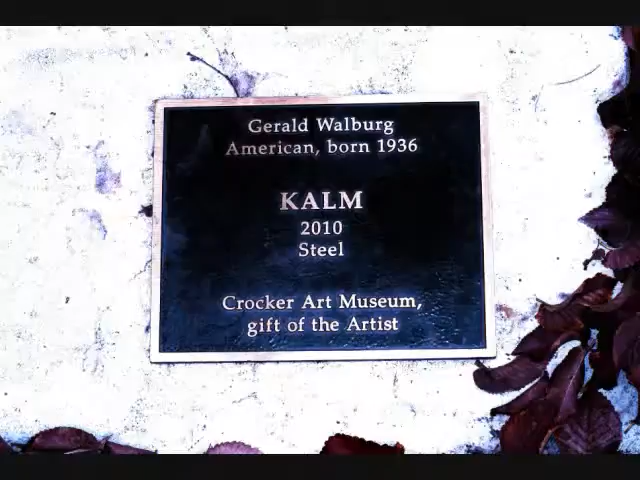 Gerald Walburg
American, born 1936
KALM
2010
Steel
Crocker Art Museum,
gift of the Artist